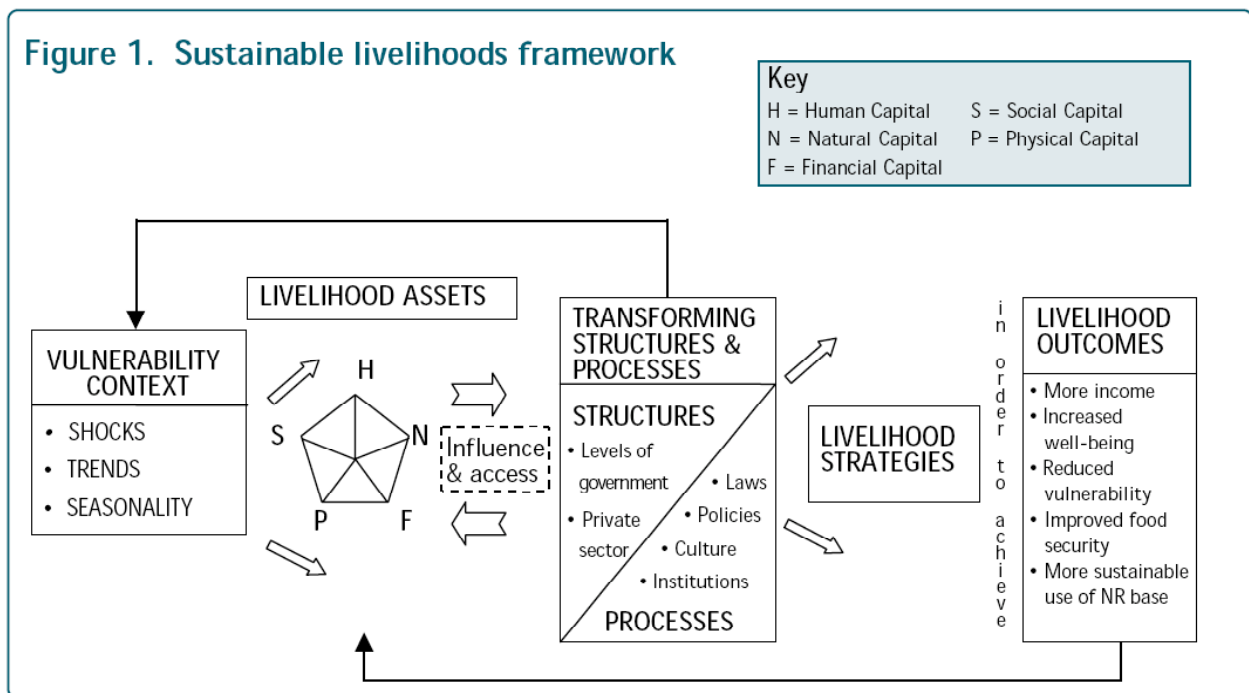 Figure 1. Sustainable livelihoods framework
Key
H = Human Capital S = Social Capital
N = Natural Capital P = Physical Capital
F = Financial Capital
VULNERABILITY
CONTEXT
• SHOCKS
• TRENDS
• SEASONALITY
LIVELIHOOD ASSETS
H
S
N
P
F
Influence
& access
TRANSFORMING
STRUCTURES &
PROCESSES
STRUCTURES
• Levels of
government
• Private
sector
• Laws
• Policies
• Culture
• Institutions
PROCESSES
LIVELIHOOD
STRATEGIES
in order to achieve
LIVELIHOOD
OUTCOMES
• More income
• Increased
well-being
• Reduced
vulnerability
• Improved food
security
• More sustainable
use of NR base